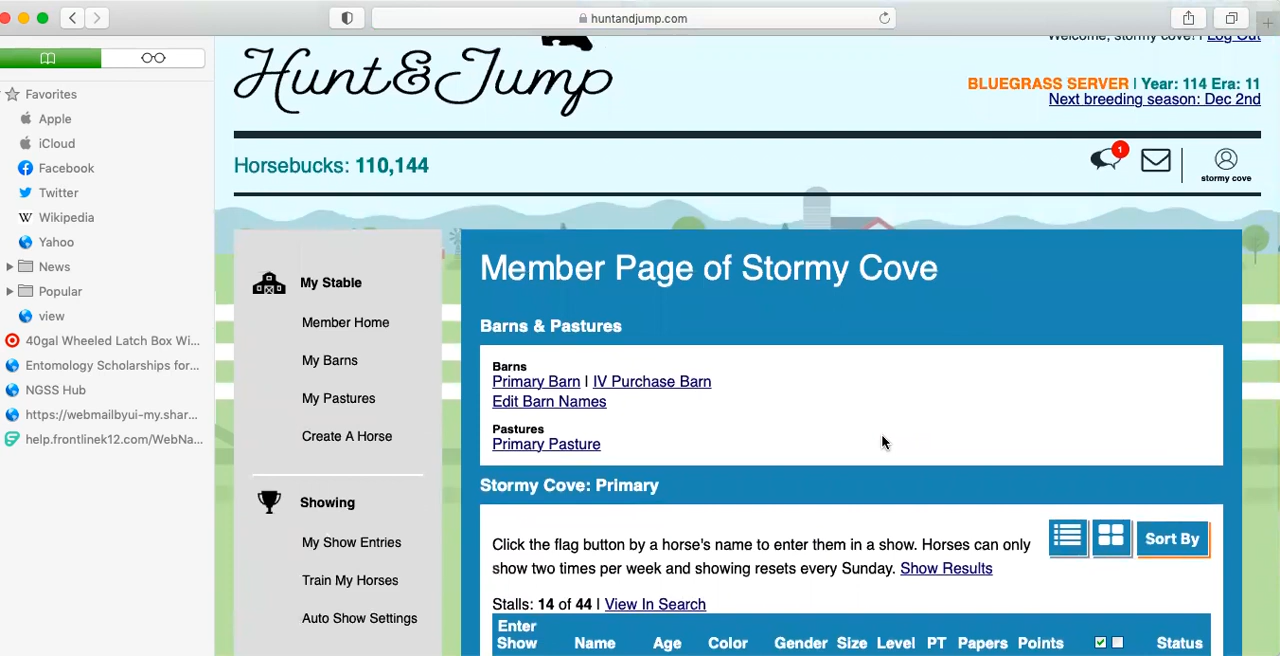 huntandjump.com
Favorites
Apple
iCloud
Facebook
Twitter
Wikipedia
Yahoo
News
Popular
view
40gal Wheeled Latch Box Wi...
Entomology Scholarships for...
NGSS Hub
https://webmailbyui-my.shar...
help.frontlinek12.com/WebNa...
Hunt&Jump
Welcome, stormy cove! | Log Out
BLUEGRASS SERVER | Year: 114 Era: 11
Next breeding season: Dec 2nd
Horsebucks: 110,144
1
stormy cove
My Stable
Member Home
My Barns
My Pastures
Create A Horse
Showing
My Show Entries
Train My Horses
Auto Show Settings
Member Page of Stormy Cove
Barns & Pastures
Barns
Primary Barn | IV Purchase Barn
Edit Barn Names
Pastures
Primary Pasture
Stormy Cove: Primary
Click the flag button by a horse's name to enter them in a show. Horses can only
show two times per week and showing resets every Sunday. Show Results
Sort By
Stalls: 14 of 44 | View In Search
Enter Show Name Age Color Gender Size Level PT Papers Points Status